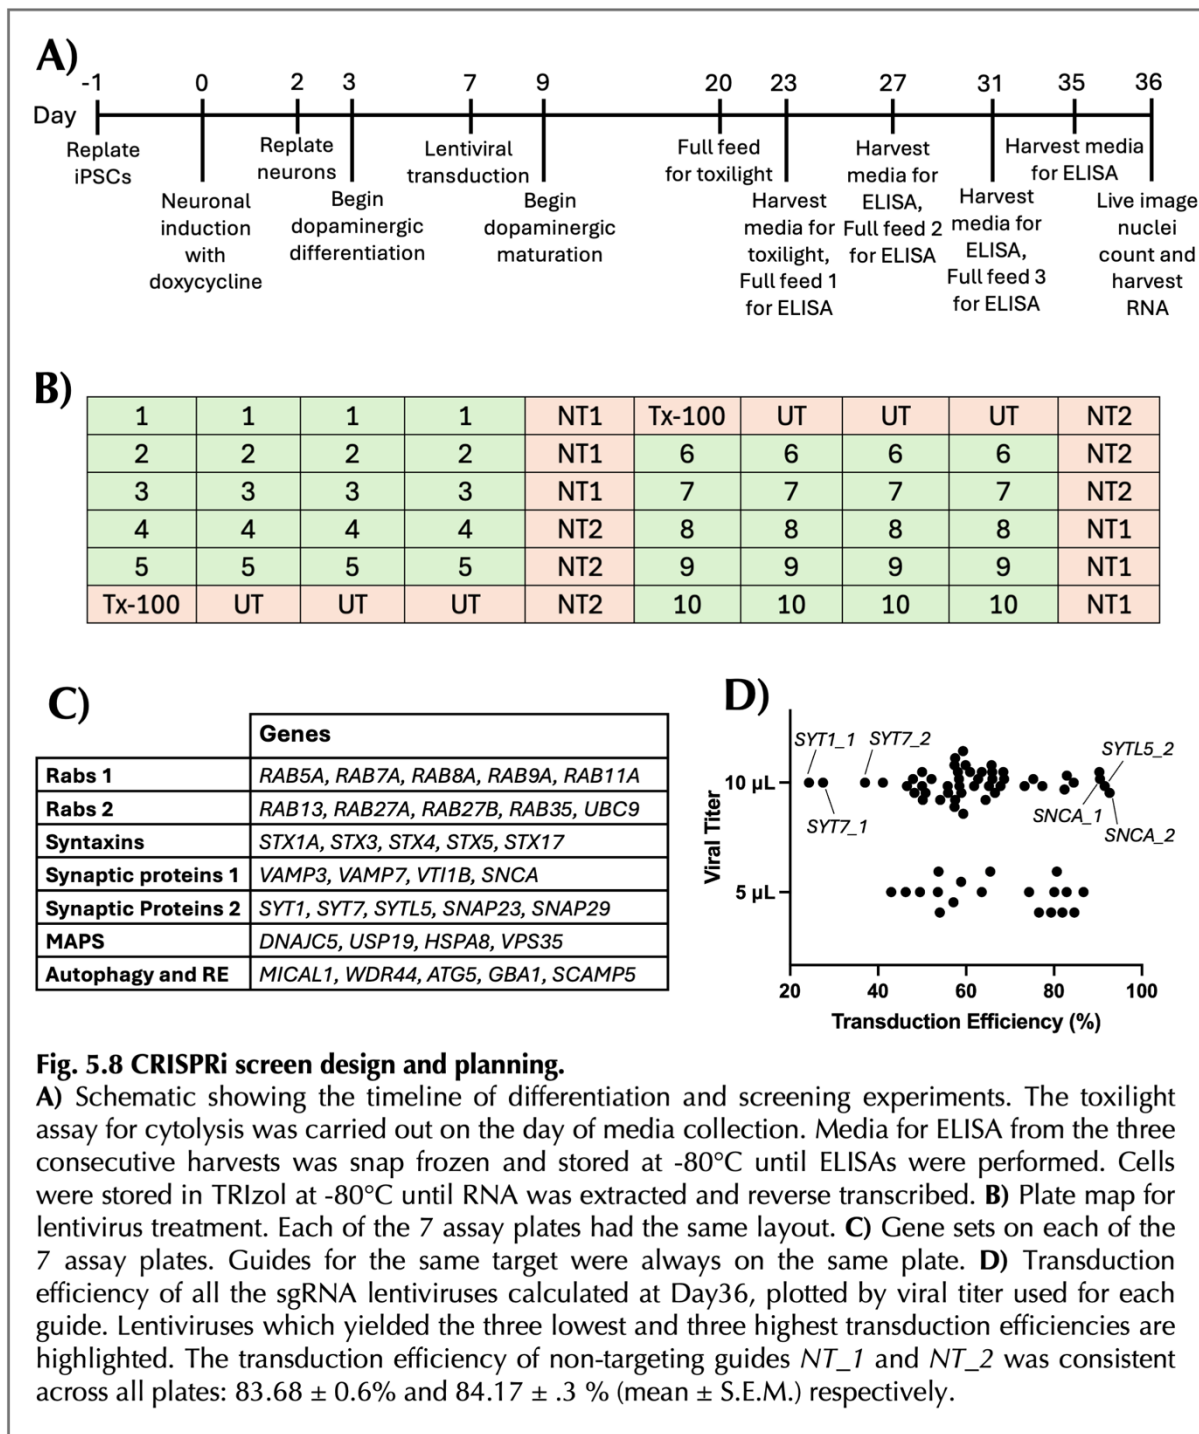 A)
-1 0 2 3 7 9 20 23 27 31 35 36
Day
Replate
iPSCs
Neuronal
induction
with
doxycycline
Replate
neurons
Begin
dopaminergic
differentiation
Lentiviral
transduction
Begin
dopaminergic
maturation
Full feed
for toxilight
Harvest
media for
toxilight,
Full feed 1
for ELISA
Harvest
media for
ELISA,
Full feed 2
for ELISA
Harvest
media for
ELISA,
Full feed 3
for ELISA
Harvest media
for ELISA
Live image
nuclei
count and
harvest
RNA
B)
1 1 1 1 NT1 Tx-100 UT UT UT NT2
2 2 2 2 NT1 6 6 6 6 NT2
3 3 3 3 NT1 7 7 7 7 NT2
4 4 4 4 NT2 8 8 8 8 NT1
5 5 5 5 NT2 9 9 9 9 NT1
Tx-100 UT UT UT NT2 10 10 10 10 NT1
C)
Genes
Rabs 1 RAB5A, RAB7A, RAB8A, RAB9A, RAB11A
Rabs 2 RAB13, RAB27A, RAB27B, RAB35, UBC9
Syntaxins STX1A, STX3, STX4, STX5, STX17
Synaptic proteins 1 VAMP3, VAMP7, VTI1B, SNCA
Synaptic Proteins 2 SYT1, SYT7, SYTL5, SNAP23, SNAP29
MAPS DNAJC5, USP19, HSPA8, VPS35
Autophagy and RE MICAL1, WDR44, ATG5, GBA1, SCAMP5
D)
SYT1_1 SYT7_2
SYTL5_2
10 µL
SYT7_1
SNCA_1
SNCA_2
Viral Titer
5 µL
20 40 60 80 100
Transduction Efficiency (%)
Fig. 5.8 CRISPRi screen design and planning.
A) Schematic showing the timeline of differentiation and screening experiments. The toxilight
assay for cytolysis was carried out on the day of media collection. Media for ELISA from the three
consecutive harvests was snap frozen and stored at -80°C until ELISAs were performed. Cells
were stored in TRIzol at -80°C until RNA was extracted and reverse transcribed. B) Plate map for
lentivirus treatment. Each of the 7 assay plates had the same layout. C) Gene sets on each of the
7 assay plates. Guides for the same target were always on the same plate. D) Transduction
efficiency of all the sgRNA lentiviruses calculated at Day36, plotted by viral titer used for each
guide. Lentiviruses which yielded the three lowest and three highest transduction efficiencies are
highlighted. The transduction efficiency of non-targeting guides NT_1 and NT_2 was consistent
across all plates: 83.68 ± 0.6% and 84.17 ± .3 % (mean ± S.E.M.) respectively.